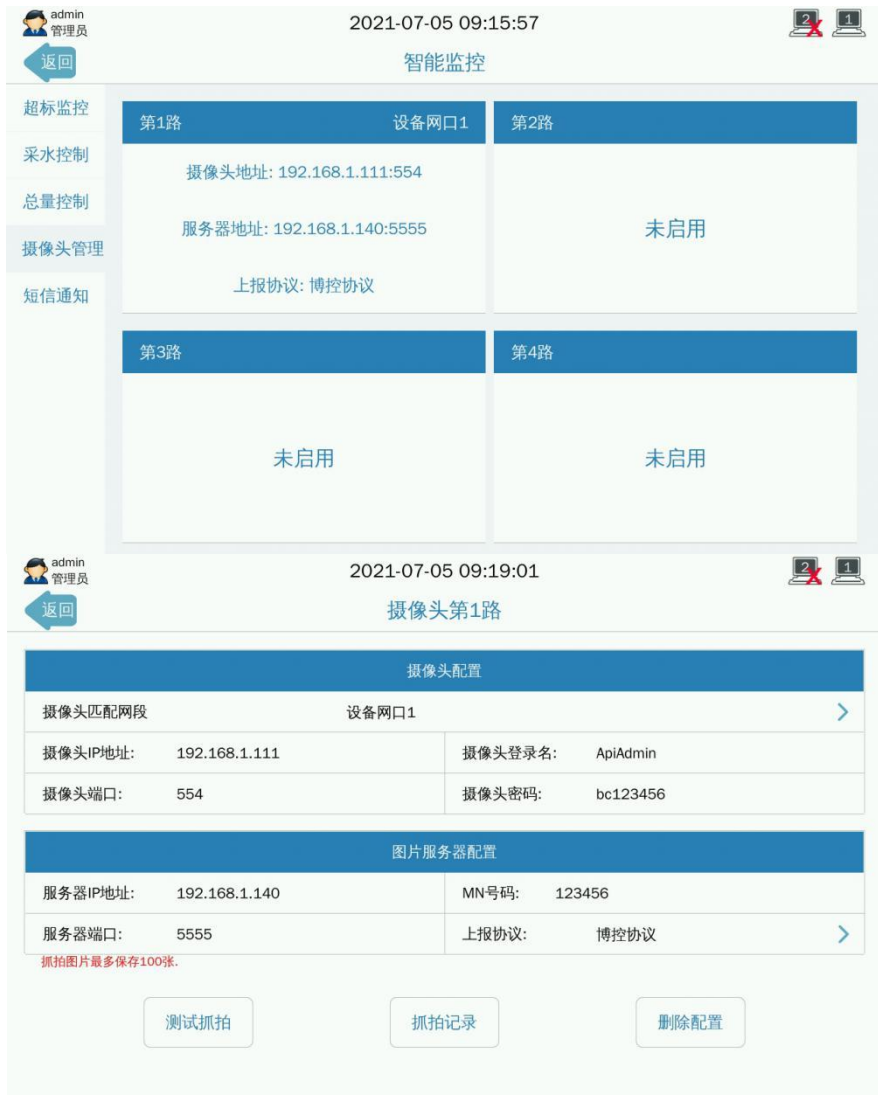 admin
管理员
2021-07-05 09:15:57
2
1
返回
智能监控
超标监控
采水控制
总量控制
摄像头管理
短信通知
第1路 设备网口1
摄像头地址: 192.168.1.111:554
服务器地址: 192.168.1.140:5555
上报协议: 博控协议
第2路
未启用
第3路
未启用
第4路
未启用
admin
管理员
2021-07-05 09:19:01
2
1
返回
摄像头第1路
摄像头配置
摄像头匹配网段 设备网口1
摄像头IP地址: 192.168.1.111 摄像头登录名: ApiAdmin
摄像头端口: 554 摄像头密码: bc123456
图片服务器配置
服务器IP地址: 192.168.1.140 MN号码: 123456
服务器端口: 5555 上报协议: 博控协议
抓拍图片最多保存100张.
测试抓拍 抓拍记录 删除配置